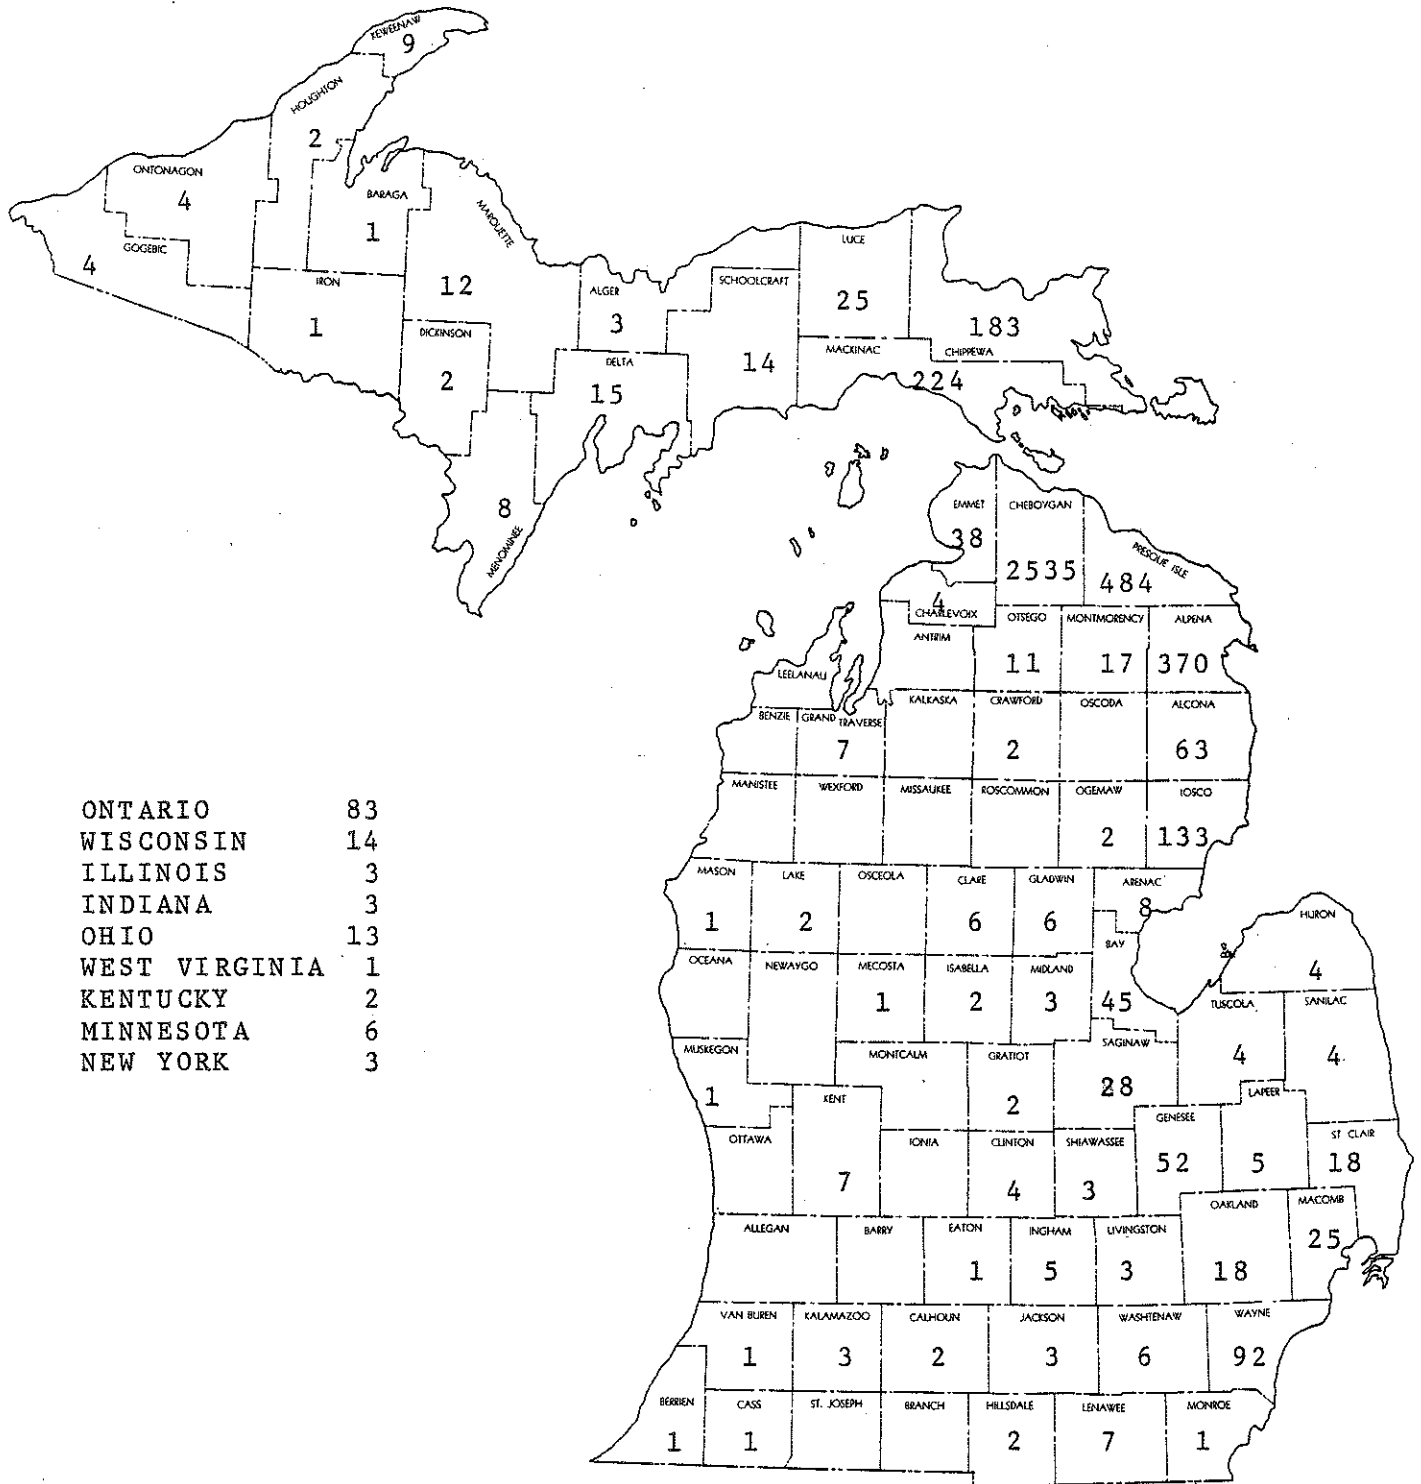 KEWEENAW
9
HOUGHTON
2
ONTONAGON
4
BARAGA
1
MARQUETTE
12
GOGEBIC
4
IRON
1
DICKINSON
2
ALGER
3
SCHOOLCRAFT
14
LUCE
25
183
CHIPPEWA
MACKINAC
224
DELTA
15
8
MENOMINEE
EMMET
38
CHEBOYGAN
2535
PRESQUE ISLE
484
4
CHARLEVOIX
ANTRIM
OTSEGO
11
MONTMORENCY
17
ALPENA
370
LEELANAU
BENZIE
GRAND TRAVERSE
7
KALKASKA
CRAWFORD
2
OSCODA
ALCONA
63
MANISTEE
WEXFORD
MISSAUKEE
ROSCOMMON
OGEMAW
2
IOSCO
133
ONTARIO 83
WISCONSIN 14
ILLINOIS 3
INDIANA 3
OHIO 13
WEST VIRGINIA 1
KENTUCKY 2
MINNESOTA 6
NEW YORK 3
MASON
1
LAKE
2
OSCEOLA
CLARE
6
GLADWIN
6
ARENAC
8
HURON
4
OCEANA
NEWAYGO
MECOSTA
1
ISABELLA
2
MIDLAND
3
BAY
45
TUSCOLA
4
SANILAC
4
MUSKEGON
1
MONTCALM
GRATIOT
2
SAGINAW
28
LAPEER
5
GENESEE
52
ST CLAIR
18
OTTAWA
KENT
7
IONIA
CLINTON
4
SHIAWASSEE
3
OAKLAND
18
MACOMB
25
ALLEGAN
BARRY
EATON
1
INGHAM
5
LIVINGSTON
3
VAN BUREN
1
KALAMAZOO
3
CALHOUN
2
JACKSON
3
WASHTENAW
6
WAYNE
92
BERRIEN
1
CASS
1
ST. JOSEPH
BRANCH
HILLSDALE
2
LENAWEE
7
MONROE
1